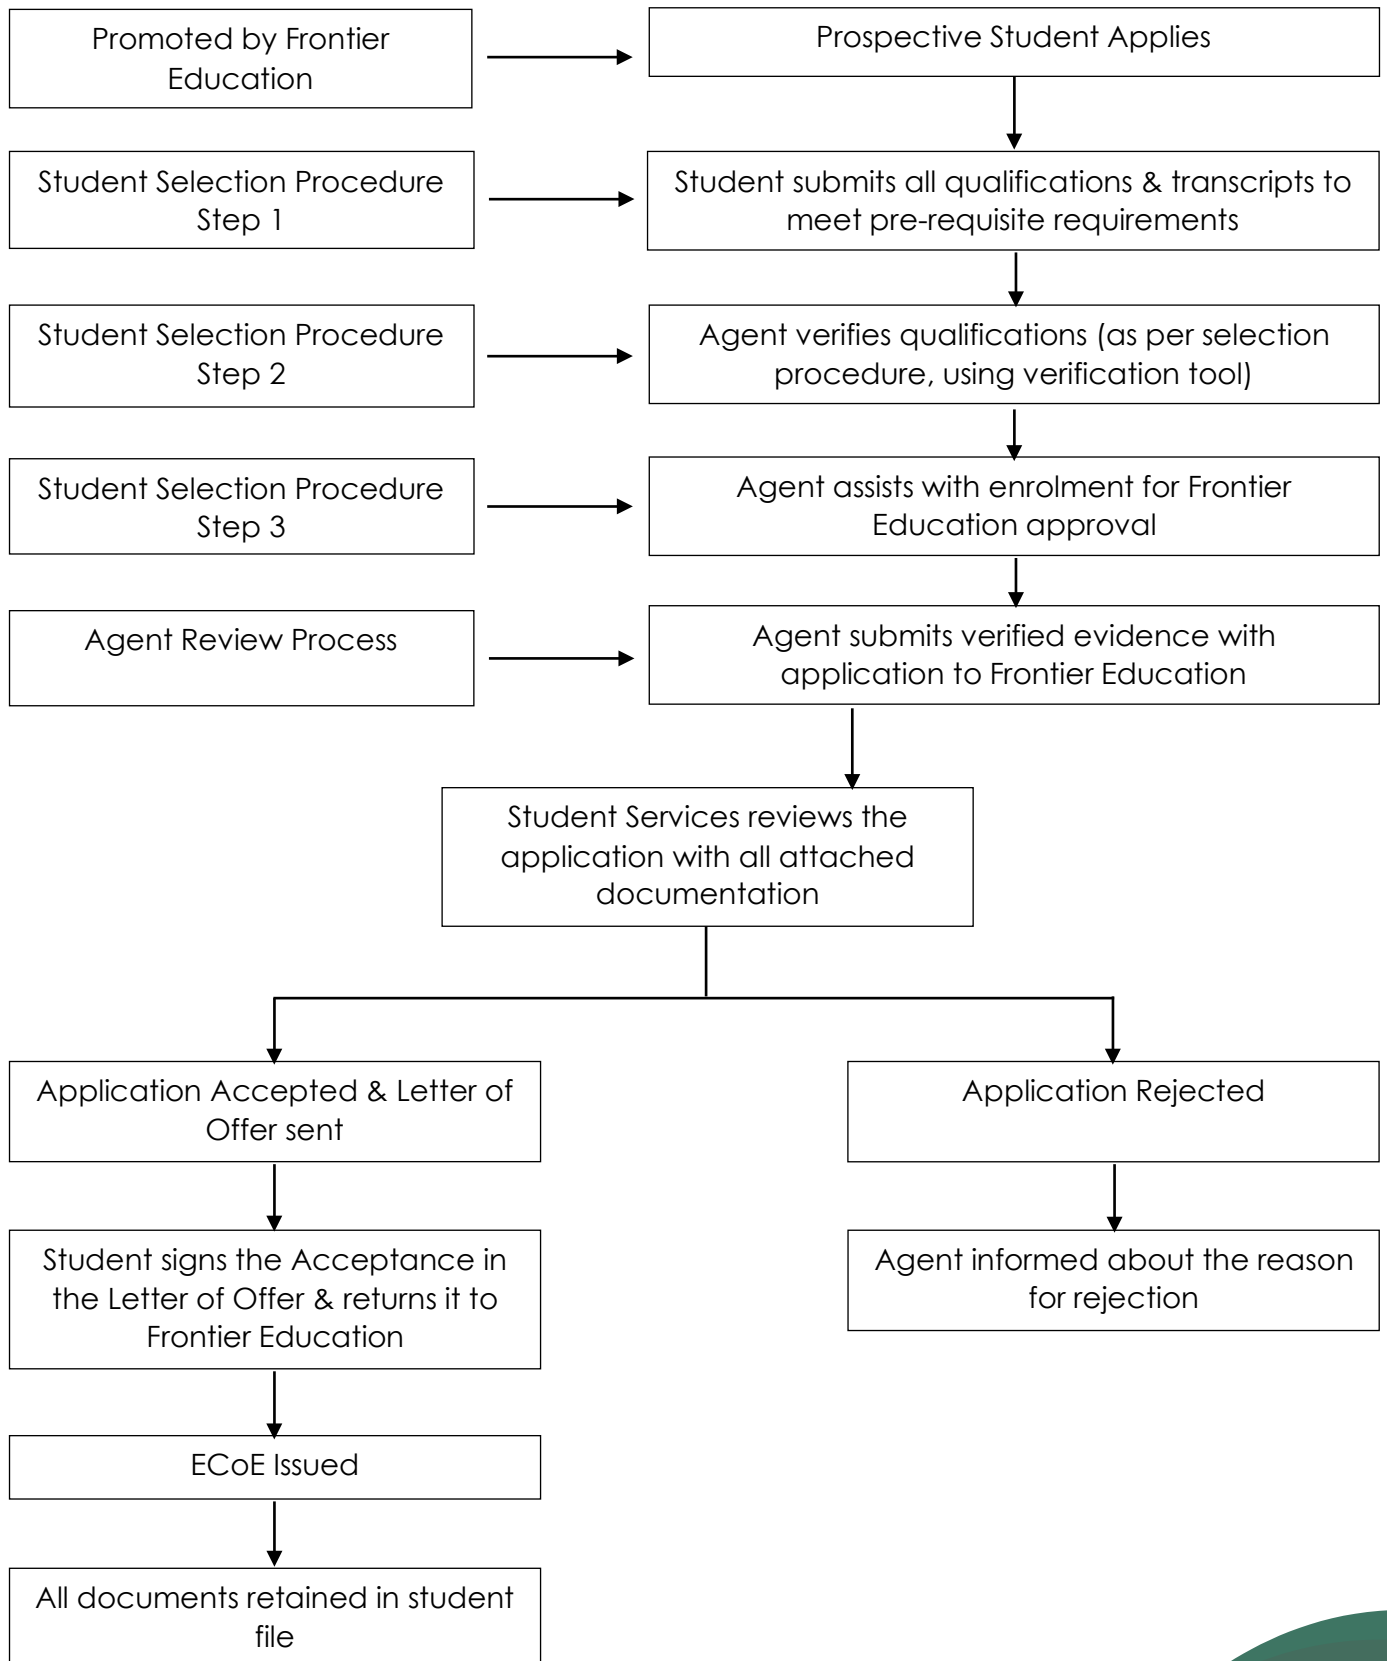 Promoted by Frontier
Education
Prospective Student Applies
Student Selection Procedure
Step 1
Student submits all qualifications & transcripts to
meet pre-requisite requirements
Student Selection Procedure
Step 2
Agent verifies qualifications (as per selection
procedure, using verification tool)
Student Selection Procedure
Step 3
Agent assists with enrolment for Frontier
Education approval
Agent Review Process
Agent submits verified evidence with
application to Frontier Education
Student Services reviews the
application with all attached
documentation
Application Accepted & Letter of
Offer sent
Application Rejected
Student signs the Acceptance in
the Letter of Offer & returns it to
Frontier Education
Agent informed about the reason
for rejection
ECoE Issued
All documents retained in student
file